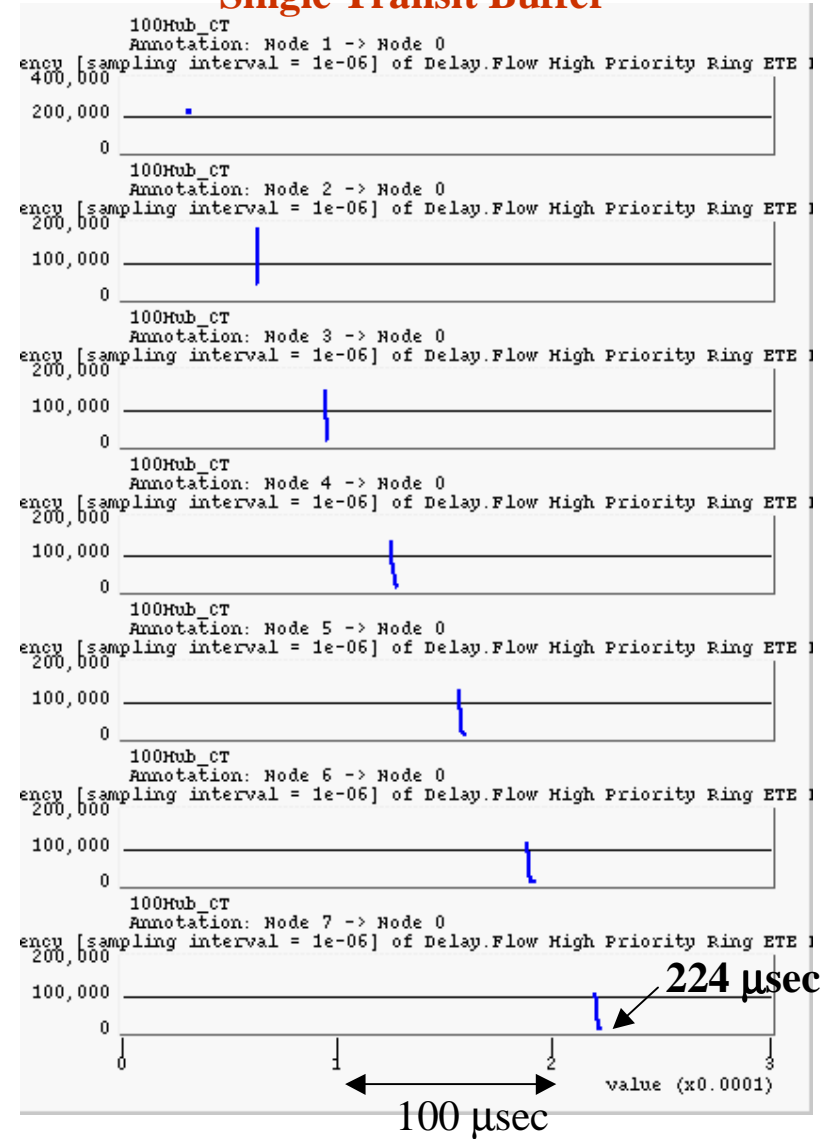 Single Transit Buffer
100Hub_CT
Annotation: Node 1 -> Node 0
ency [sampling interval = 1e-06] of Delay.Flow High Priority Ring ETE
400,000
200,000
0
100Hub_CT
Annotation: Node 2 -> Node 0
ency [sampling interval = 1e-06] of Delay.Flow High Priority Ring ETE
200,000
100,000
0
100Hub_CT
Annotation: Node 3 -> Node 0
ency [sampling interval = 1e-06] of Delay.Flow High Priority Ring ETE
200,000
100,000
0
100Hub_CT
Annotation: Node 4 -> Node 0
ency [sampling interval = 1e-06] of Delay.Flow High Priority Ring ETE
200,000
100,000
0
100Hub_CT
Annotation: Node 5 -> Node 0
ency [sampling interval = 1e-06] of Delay.Flow High Priority Ring ETE
200,000
100,000
0
100Hub_CT
Annotation: Node 6 -> Node 0
ency [sampling interval = 1e-06] of Delay.Flow High Priority Ring ETE
200,000
100,000
0
100Hub_CT
Annotation: Node 7 -> Node 0
ency [sampling interval = 1e-06] of Delay.Flow High Priority Ring ETE
200,000
100,000
224 μsec
0
0 1 2 3
value (x0.0001)
100 μsec